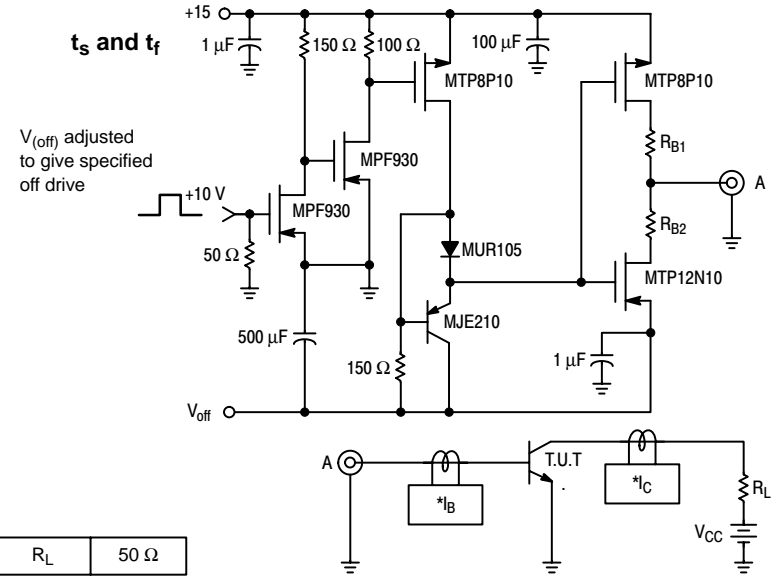 t_s and t_f
+15
1 μF
150 Ω
100 Ω
100 μF
MTP8P10
MTP8P10
V_(off) adjusted
to give specified
off drive
+10 V
MPF930
MPF930
50 Ω
R_B1
A
R_B2
MUR105
MTP12N10
MJE210
500 μF
150 Ω
1 μF
V_off
A
*I_B
T.U.T.
*I_C
R_L
V_CC
R_L 50 Ω